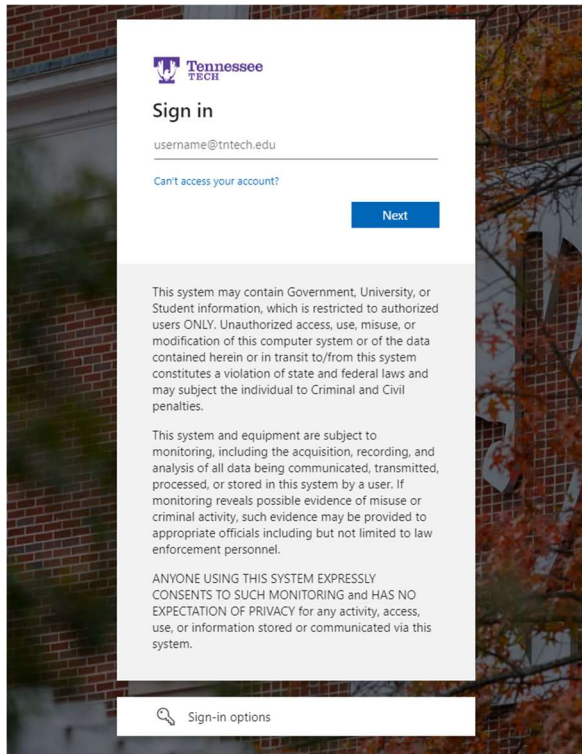 Tennessee
TECH
Sign in
username@tntech.edu
Can't access your account?
Next
This system may contain Government, University, or
Student information, which is restricted to authorized
users ONLY. Unauthorized access, use, misuse, or
modification of this computer system or of the data
contained herein or in transit to/from this system
constitutes a violation of state and federal laws and
may subject the individual to Criminal and Civil
penalties.
This system and equipment are subject to
monitoring, including the acquisition, recording, and
analysis of all data being communicated, transmitted,
processed, or stored in this system by a user. If
monitoring reveals possible evidence of misuse or
criminal activity, such evidence may be provided to
appropriate officials including but not limited to law
enforcement personnel.
ANYONE USING THIS SYSTEM EXPRESSLY
CONSENTS TO SUCH MONITORING and HAS NO
EXPECTATION OF PRIVACY for any activity, access,
use, or information stored or communicated via this
system.
Sign-in options